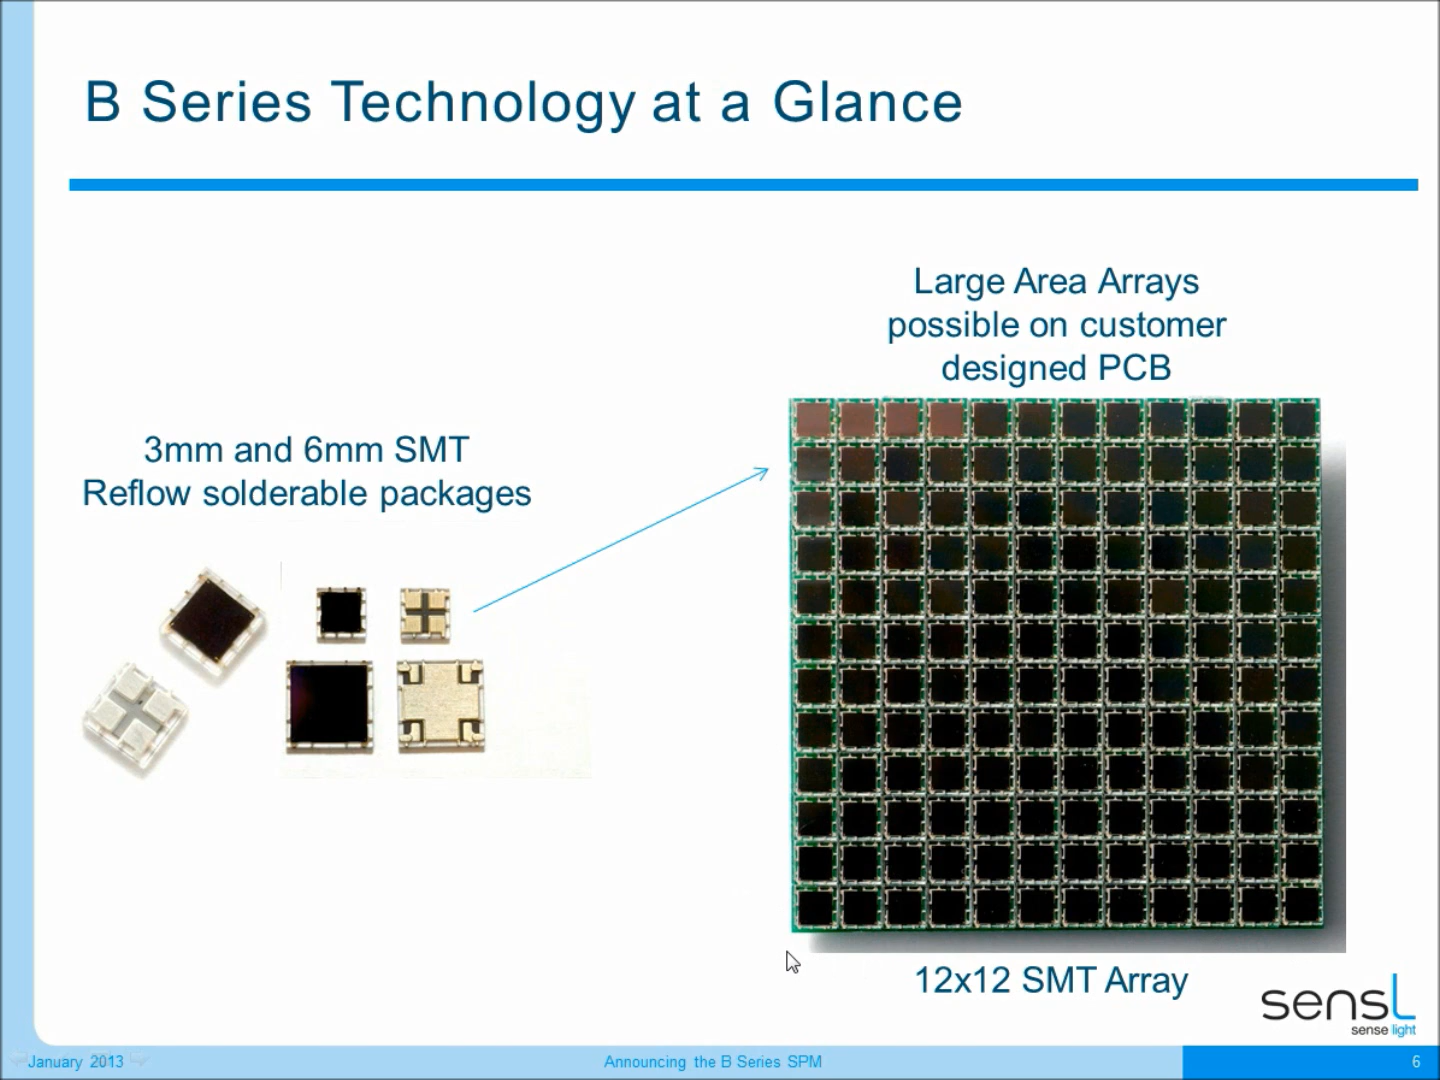 B Series Technology at a Glance
Large Area Arrays
possible on customer
designed PCB
3mm and 6mm SMT
Reflow solderable packages
12x12 SMT Array
sensL
sense light
January 2013
Announcing the B Series SPM
6